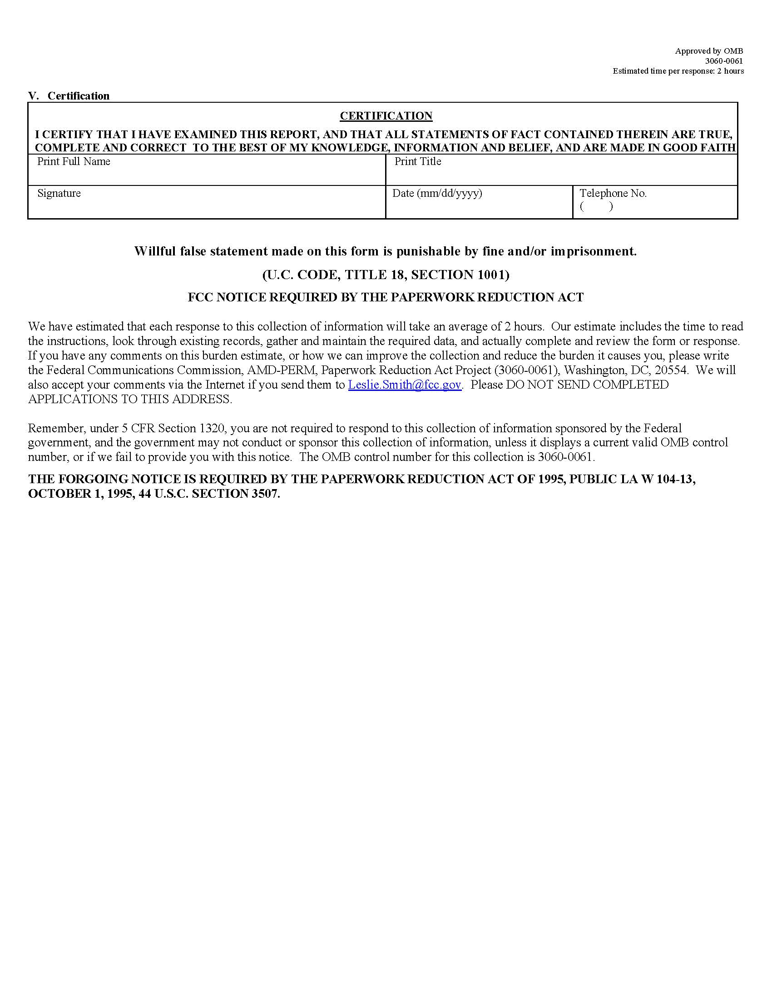 Approved by OMB
3060-0061
Estimated time per response: 2 hours
V. Certification
CERTIFICATION
I CERTIFY THAT I HAVE EXAMINED THIS REPORT, AND THAT ALL STATEMENTS OF FACT CONTAINED THEREIN ARE TRUE,
COMPLETE AND CORRECT TO THE BEST OF MY KNOWLEDGE, INFORMATION AND BELIEF, AND ARE MADE IN GOOD FAITH
Print Full Name
Print Title
Signature
Date (mm/dd/yyyy)
Telephone No.
( )
Willful false statement made on this form is punishable by fine and/or imprisonment.
(U.C. CODE, TITLE 18, SECTION 1001)
FCC NOTICE REQUIRED BY THE PAPERWORK REDUCTION ACT
We have estimated that each response to this collection of information will take an average of 2 hours. Our estimate includes the time to read
the instructions, look through existing records, gather and maintain the required data, and actually complete and review the form or response.
If you have any comments on this burden estimate, or how we can improve the collection and reduce the burden it causes you, please write
the Federal Communications Commission, AMD-PERM, Paperwork Reduction Act Project (3060-0061), Washington, DC, 20554. We will
also accept your comments via the Internet if you send them to Leslie.Smith@fcc.gov. Please DO NOT SEND COMPLETED
APPLICATIONS TO THIS ADDRESS.
Remember, under 5 CFR Section 1320, you are not required to respond to this collection of information sponsored by the Federal
government, and the government may not conduct or sponsor this collection of information, unless it displays a current valid OMB control
number, or if we fail to provide you with this notice. The OMB control number for this collection is 3060-0061.
THE FORGOING NOTICE IS REQUIRED BY THE PAPERWORK REDUCTION ACT OF 1995, PUBLIC LA W 104-13,
OCTOBER 1, 1995, 44 U.S.C. SECTION 3507.